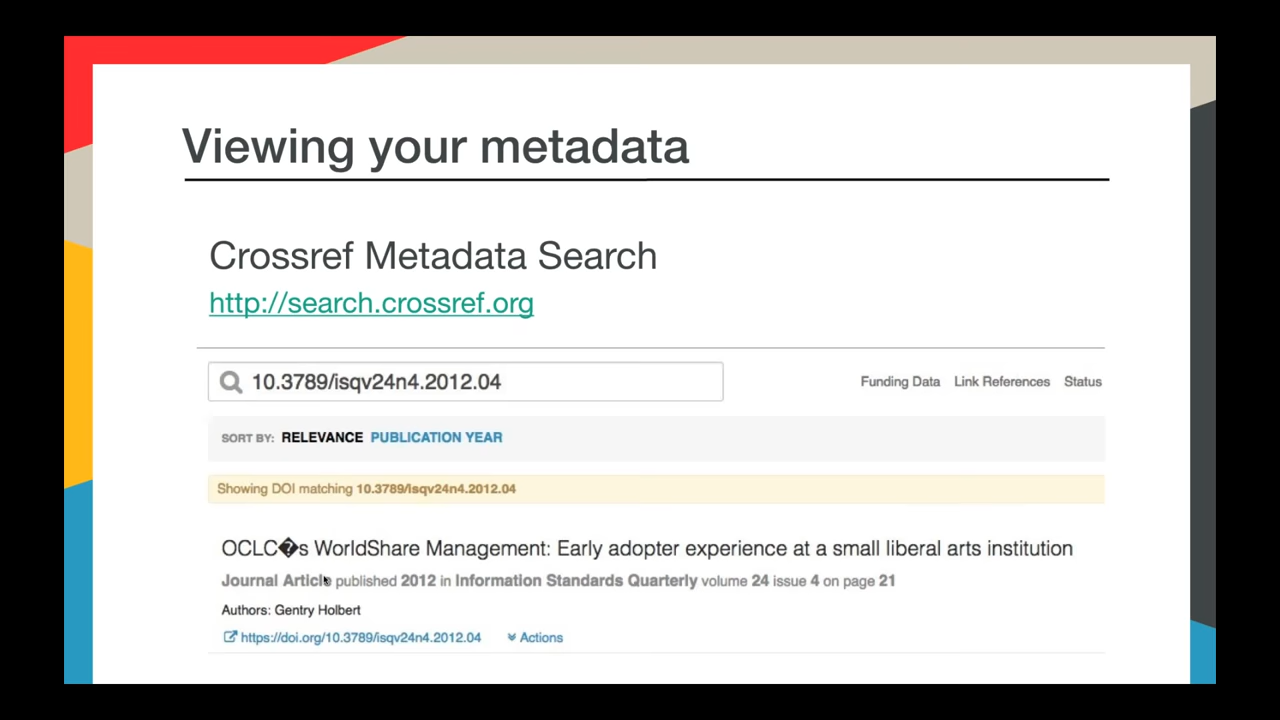 Viewing your metadata
Crossref Metadata Search
http://search.crossref.org
10.3789/isqv24n4.2012.04
Funding Data Link References Status
SORT BY: RELEVANCE PUBLICATION YEAR
Showing DOI matching 10.3789/isqv24n4.2012.04
OCLC�s WorldShare Management: Early adopter experience at a small liberal arts institution
Journal Article published 2012 in Information Standards Quarterly volume 24 issue 4 on page 21
Authors: Gentry Holbert
https://doi.org/10.3789/isqv24n4.2012.04 Actions